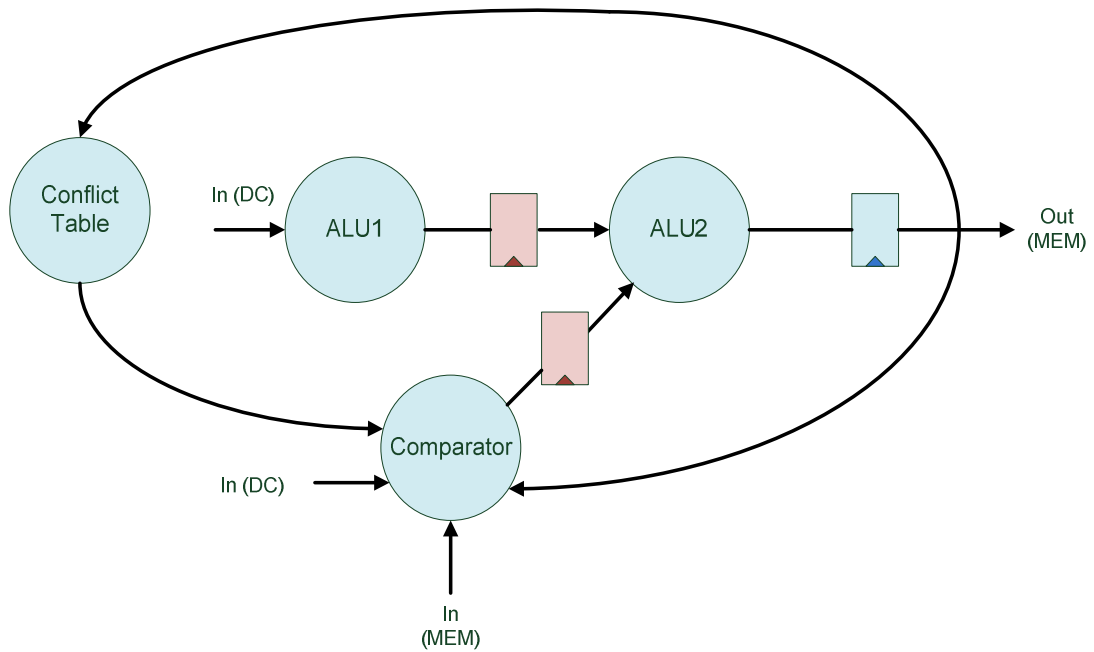 Conflict
Table
In (DC)
ALU1
ALU2
Out
(MEM)
Comparator
In (DC)
In
(MEM)